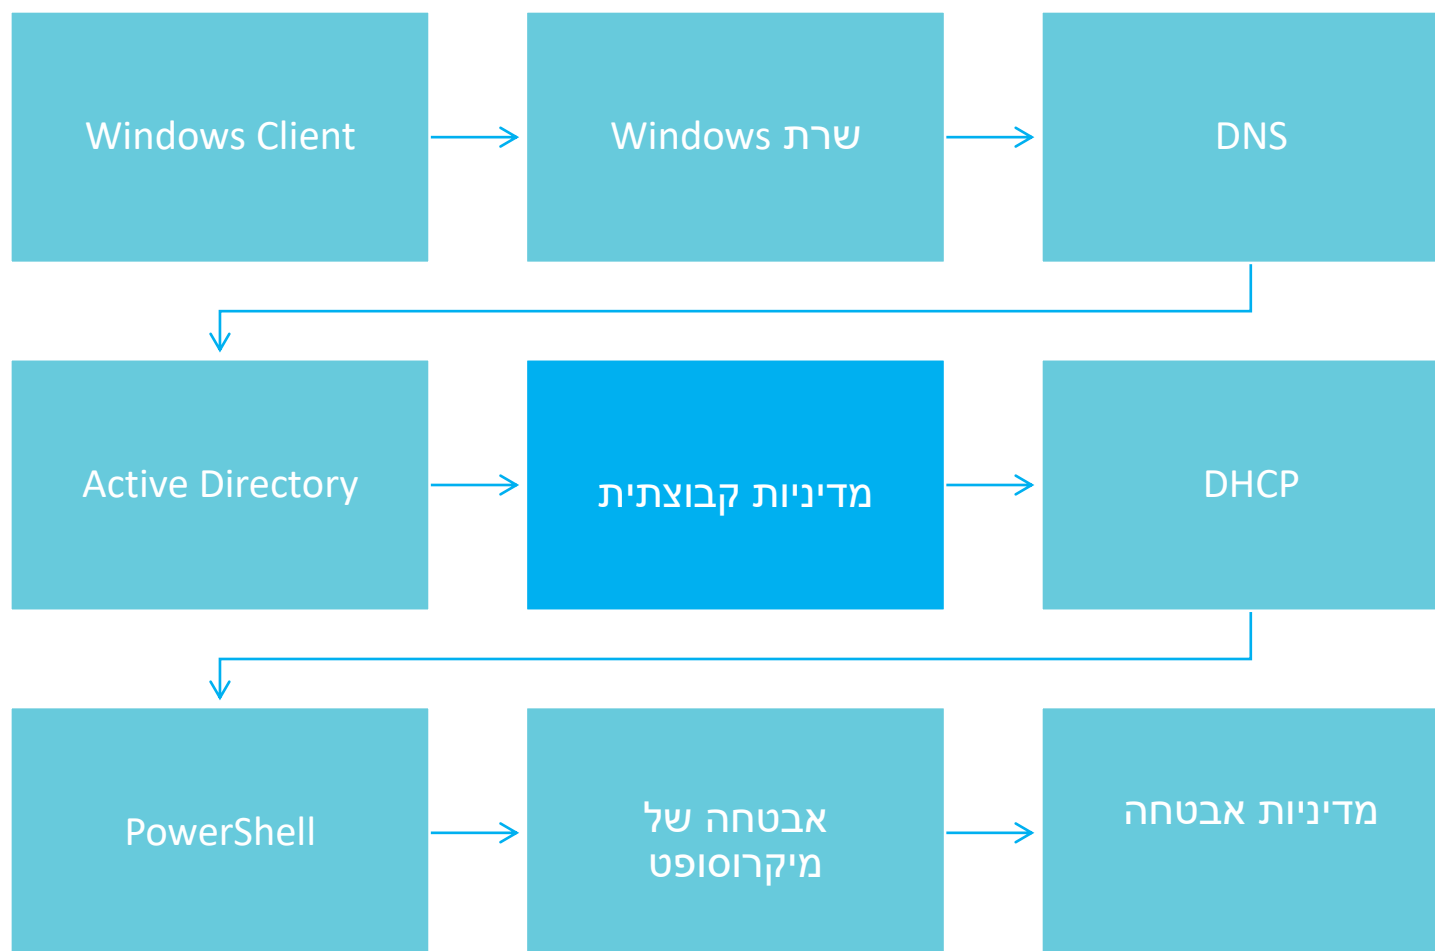 Windows Client
שרת Windows
DNS
Active Directory
מדיניות קבוצתית
DHCP
PowerShell
אבטחה של
מיקרוסופט
מדיניות אבטחה